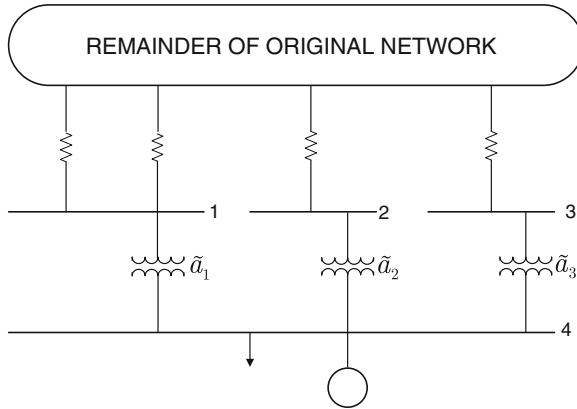 REMAINDER OF ORIGINAL NETWORK
1
2
3
ã₁
ã₂
ã₃
4